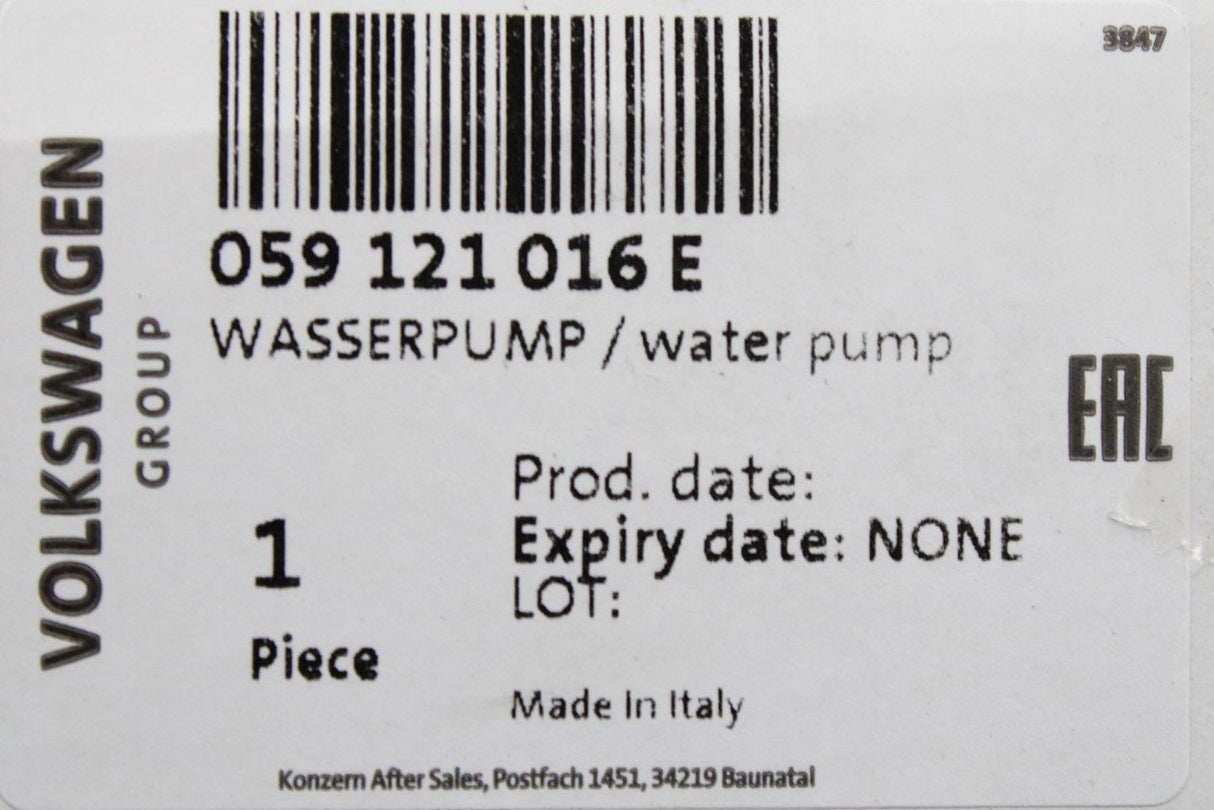 3847
VOLKSWAGEN
GROUP
059 121 016 E
WASSERPUMP / water pump
EAC
Prod. date:
Expiry date: NONE
LOT:
1
Piece
Made In Italy
Konzern After Sales, Postfach 1451, 34219 Baunatal